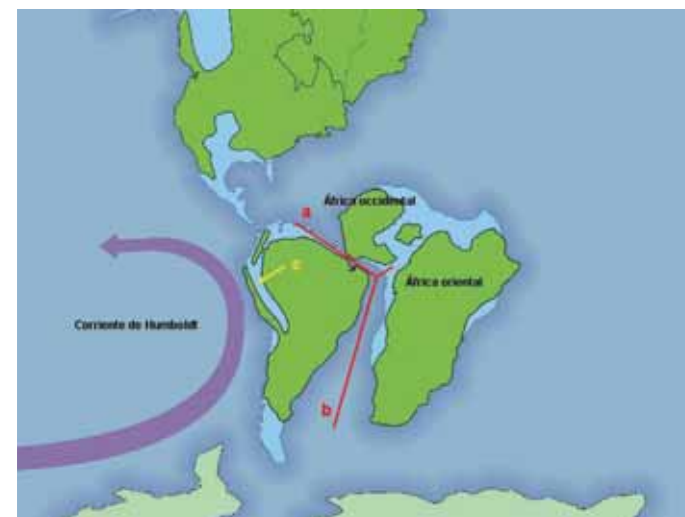 África occidental
a
c
África oriental
Corriente de Humboldt
b